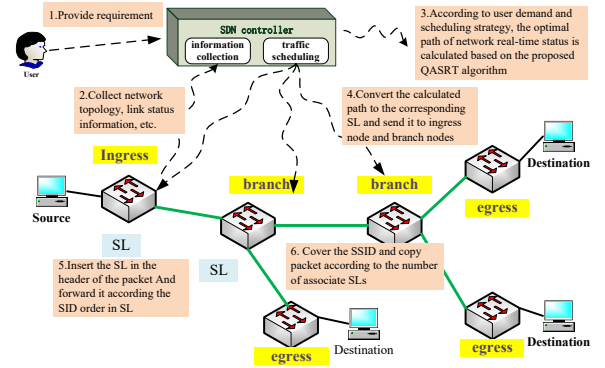 1.Provide requirement
SDN controller
information
collection
traffic
scheduling
3.According to user demand and
scheduling strategy, the optimal
path of network real-time status is
calculated based on the proposed
QASRT algorithm
User
2.Collect network
topology, link status
information, etc.
4.Convert the calculated
path to the corresponding
SL and send it to ingress
node and branch nodes
Ingress
branch
branch
Destination
egress
Source
SL
SL
5.Insert the SL in the
header of the packet And
forward it according the
SID order in SL
6. Cover the SSID and copy
packet according to the number
of associate SLs
egress
Destination
egress
Destination